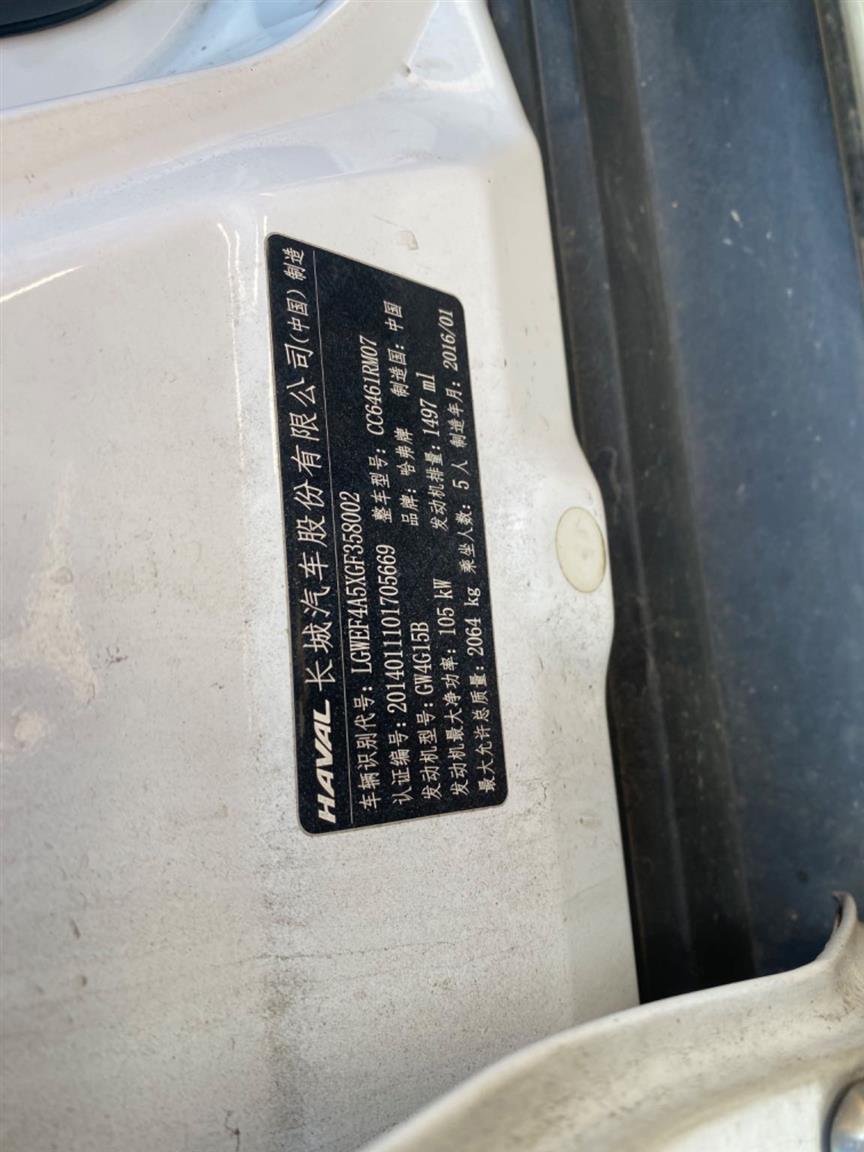 HAVAL 长城汽车股份有限公司(中国)制造
车辆识别代号: LGWEF4A5XGF358002
认证编号: 2014011101705669 整车型号: CC6461RM07
发动机型号: GW4G15B 品牌: 哈弗牌 制造国: 中国
发动机最大净功率: 105 kW 发动机排量: 1497 ml
最大允许总质量: 2064 kg 乘坐人数: 5 人 制造年月: 2016/01